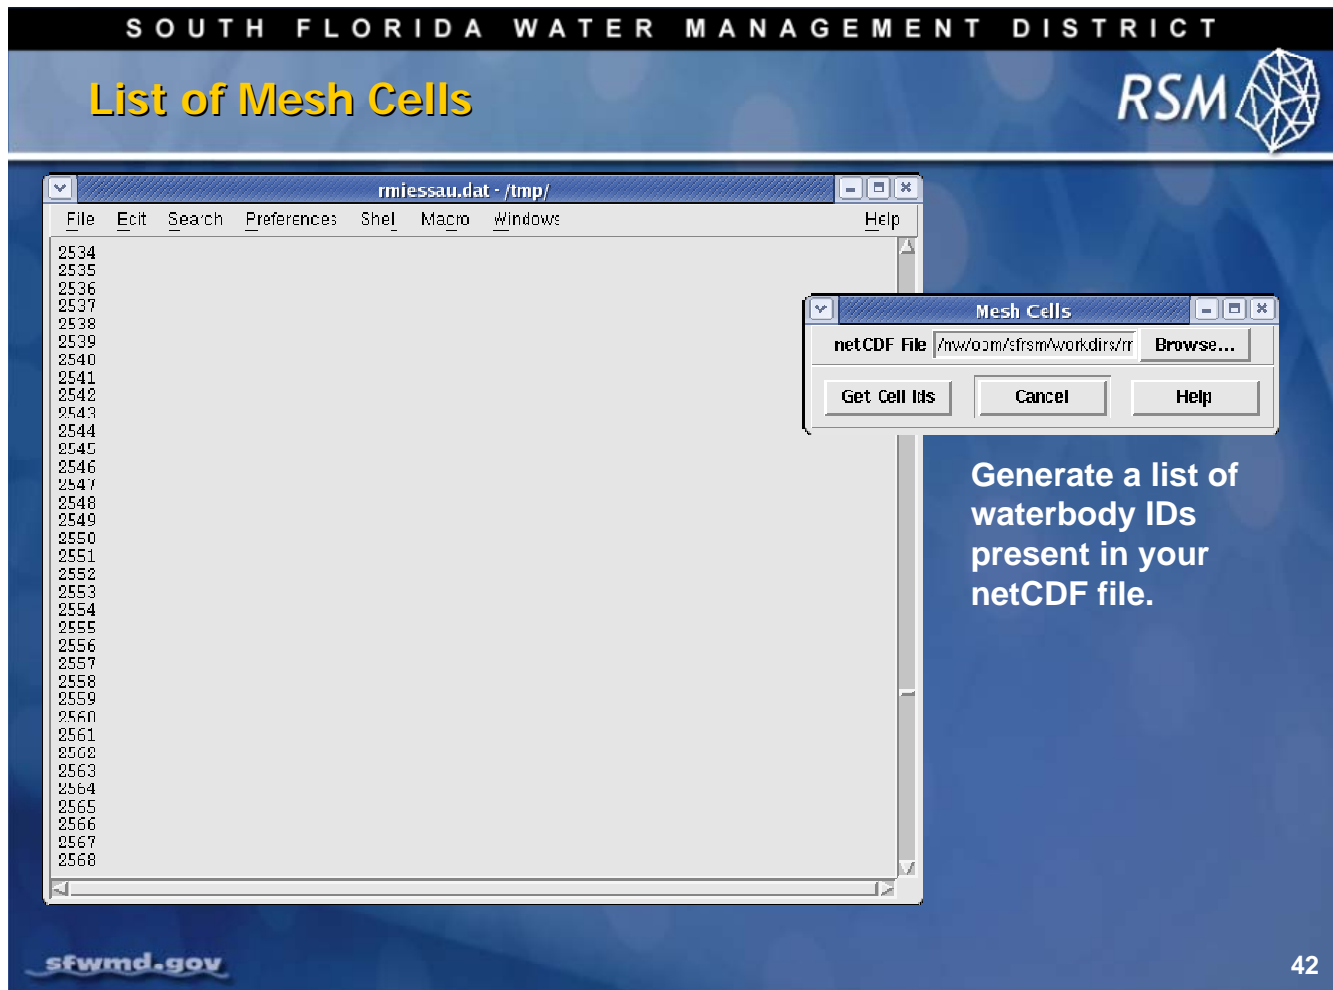 SOUTH FLORIDA WATER MANAGEMENT DISTRICT
List of Mesh Cells
RSM
rmiessau.dat - /tmp/
File Edit Search Preferences Shell Macro Windows Help
2534
2535
2536
2537
2538
2539
2540
2541
2542
2543
2544
2545
2546
2547
2548
2549
2550
2551
2552
2553
2554
2555
2556
2557
2558
2559
2560
2561
2562
2563
2564
2565
2566
2567
2568
Mesh Cells
netCDF File /nw/oom/sfrsm/workdirs/rr Browse...
Get Cell Ids Cancel Help
Generate a list of
waterbody IDs
present in your
netCDF file.
sfwmd.gov
42